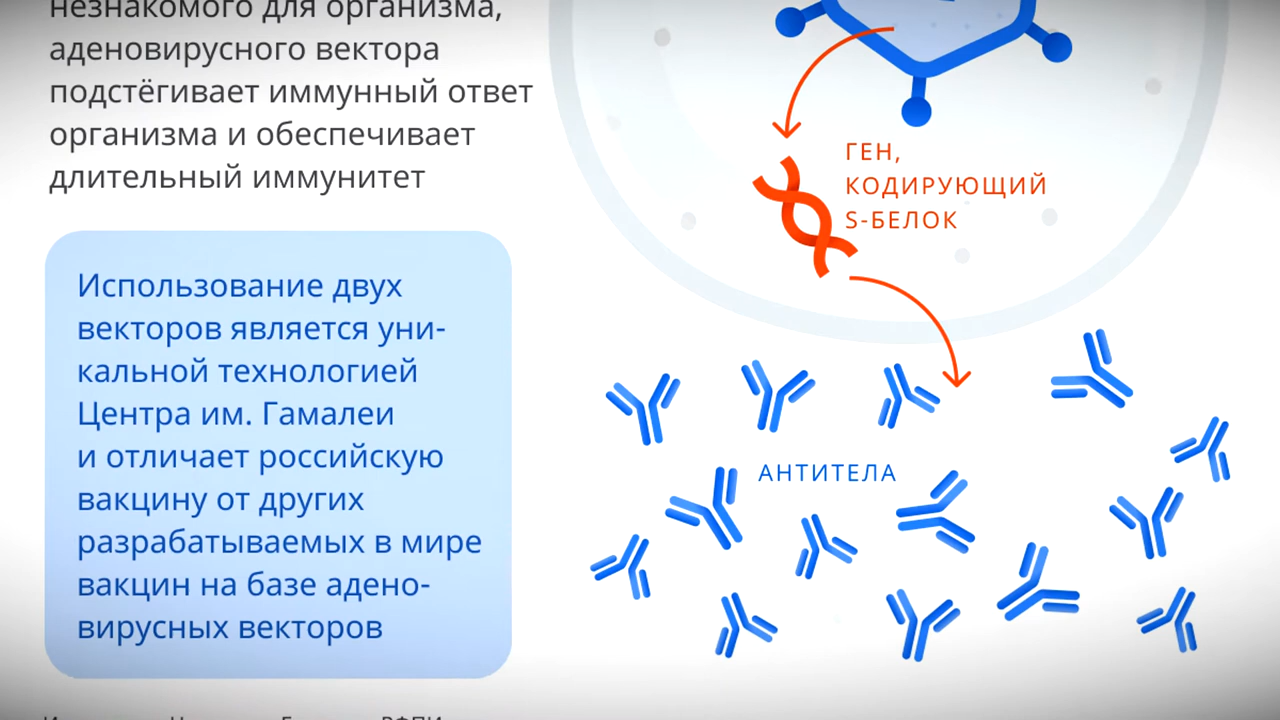 незнакомого для организма,
аденовирусного вектора
подстёгивает иммунный ответ
организма и обеспечивает
длительный иммунитет
Использование двух
векторов является уни-
кальной технологией
Центра им. Гамалеи
и отличает российскую
вакцину от других
разрабатываемых в мире
вакцин на базе адено-
вирусных векторов
ГЕН,
КОДИРУЮЩИЙ
S-БЕЛОК
АНТИТЕЛА